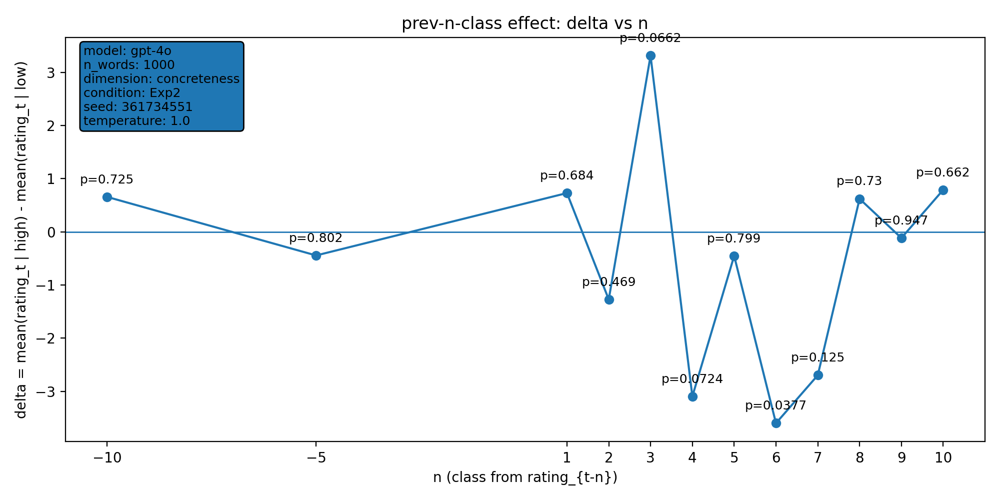 prev-n-class effect: delta vs n
model: gpt-4o
n_words: 1000
dimension: concreteness
condition: Exp2
seed: 361734551
temperature: 1.0
delta = mean(rating_t | high) - mean(rating_t | low)
3
2
1
0
−1
−2
−3
p=0.725
p=0.802
p=0.684
p=0.469
p=0.0662
p=0.0724
p=0.799
p=0.0377
p=0.125
p=0.73
p=0.947
p=0.662
−10 −5 1 2 3 4 5 6 7 8 9 10
n (class from rating_{t-n})